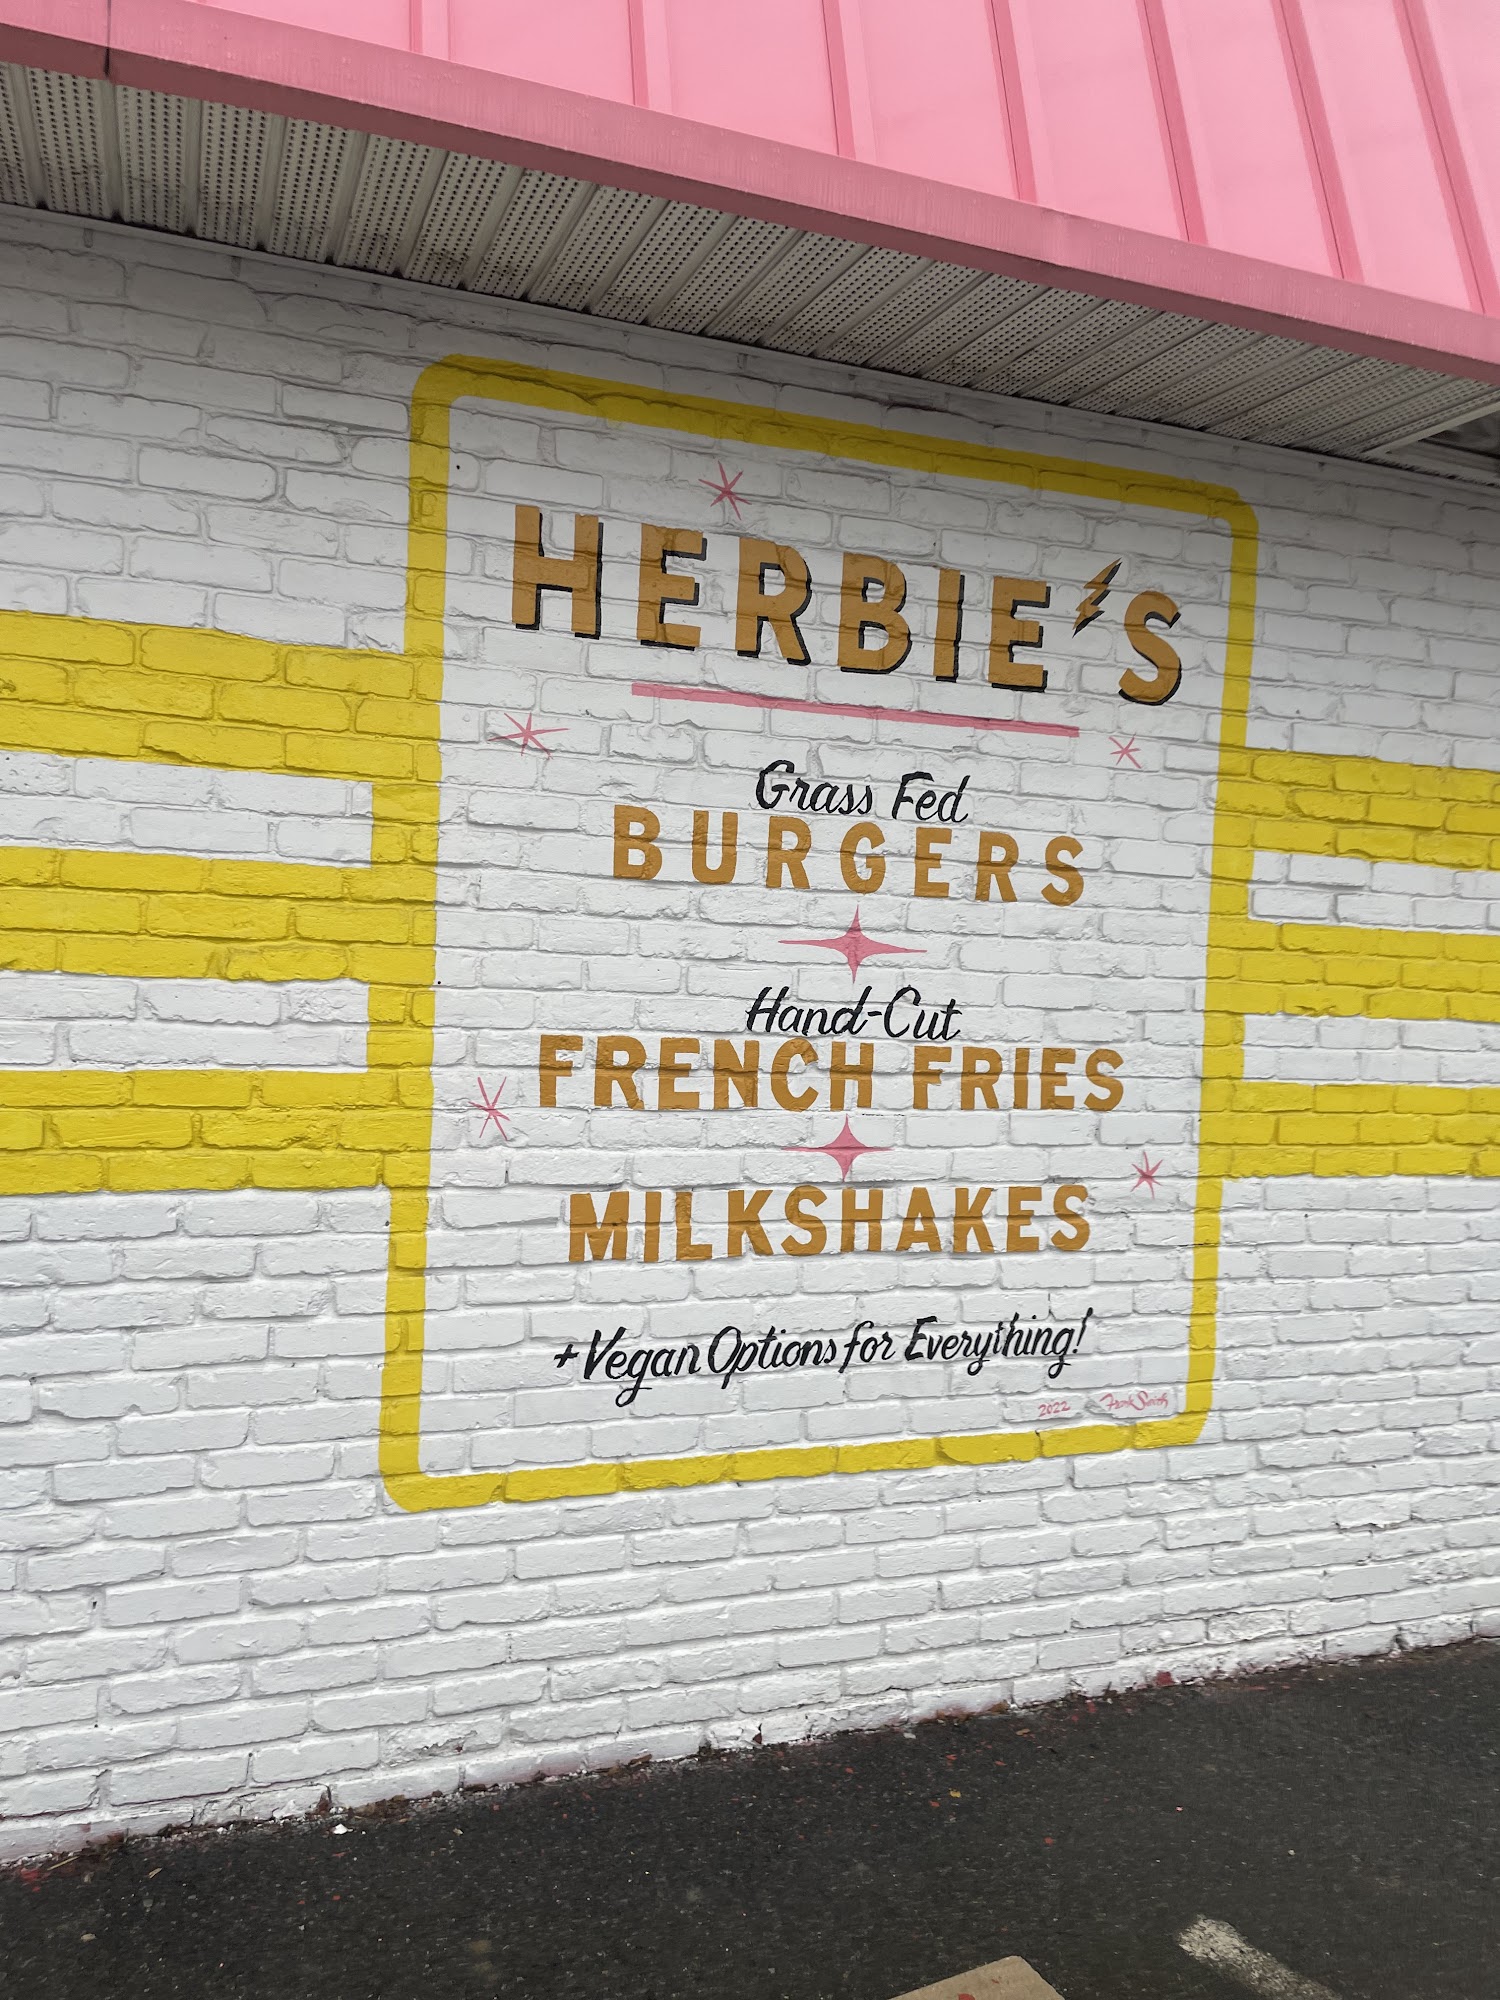 HERBIE'S
Grass Fed
BURGERS
Hand-Cut
FRENCH FRIES
MILKSHAKES
+ Vegan Options for Everything!
2022